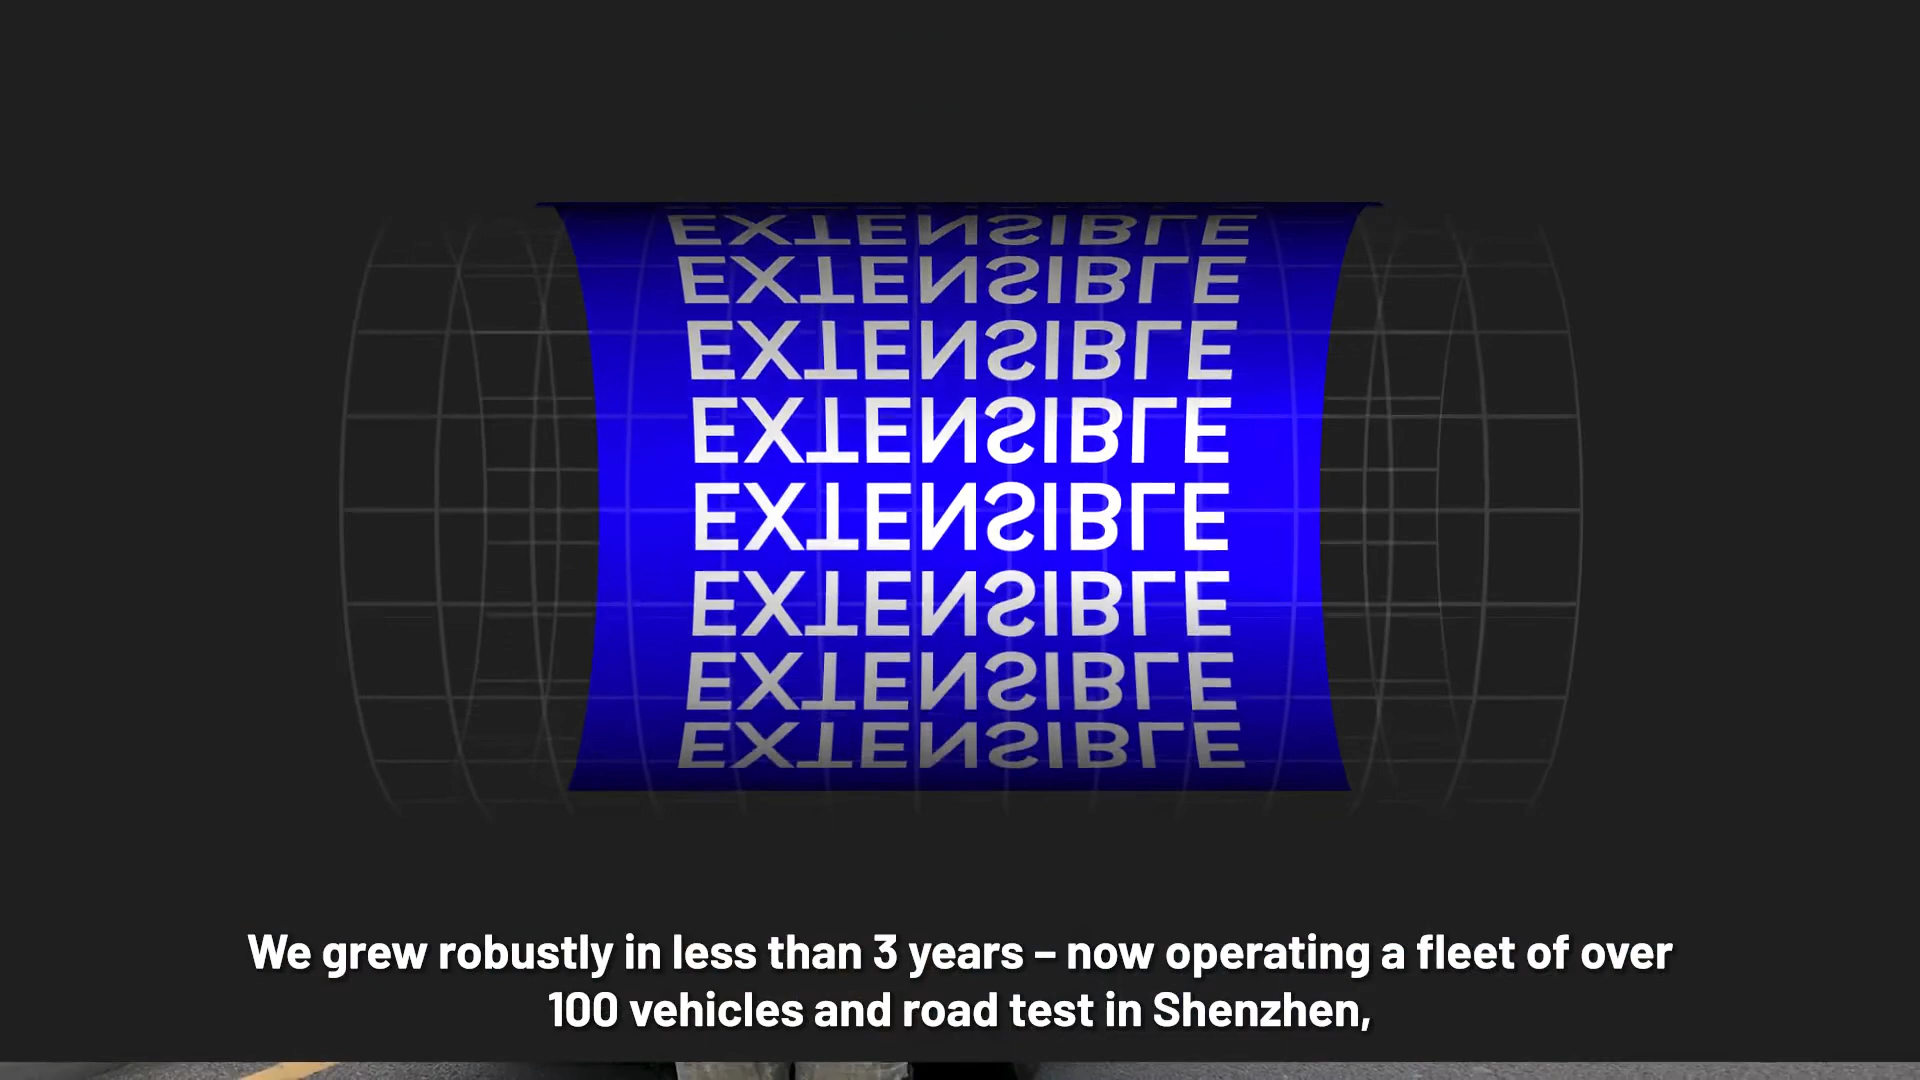 EXTENSIBLE
EXTENSIBLE
EXTENSIBLE
EXTENSIBLE
EXTENSIBLE
EXTENSIBLE
EXTENSIBLE
EXTENSIBLE
We grew robustly in less than 3 years – now operating a fleet of over
100 vehicles and road test in Shenzhen,